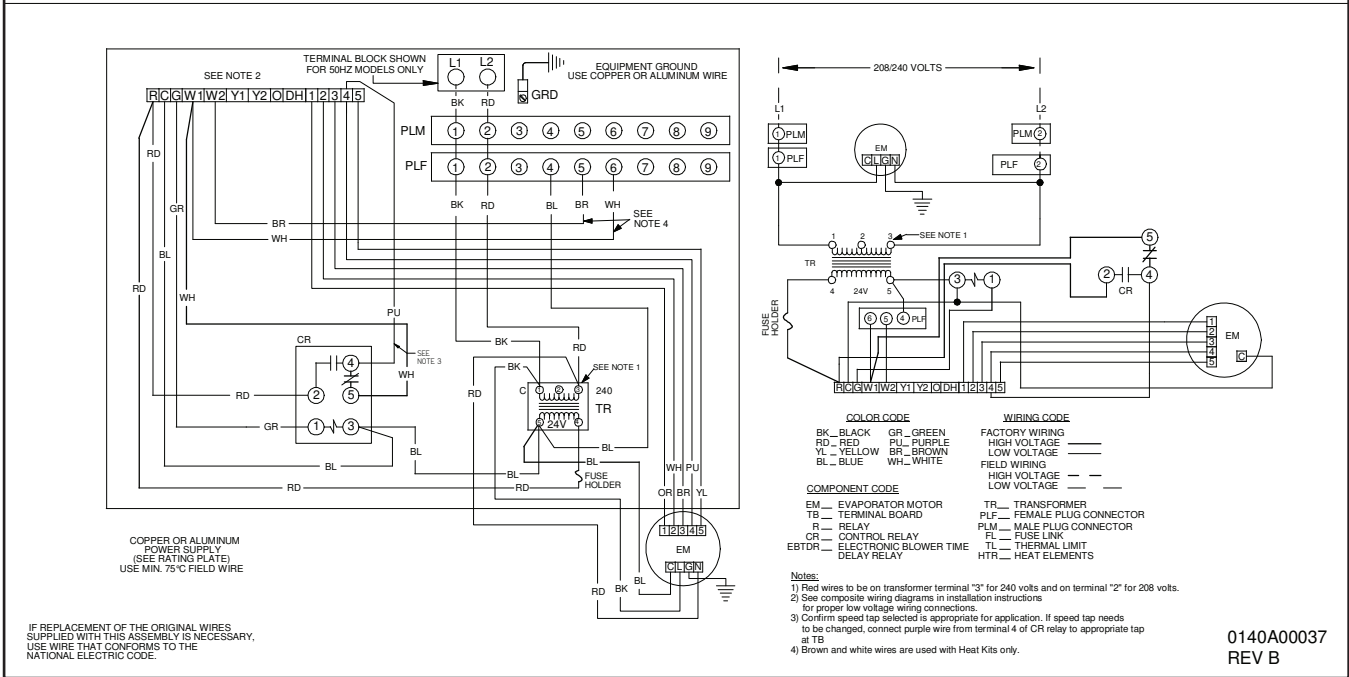 TERMINAL BLOCK SHOWN
FOR 50HZ MODELS ONLY
L1 L2
EQUIPMENT GROUND
USE COPPER OR ALUMINUM WIRE
SEE NOTE 2
GRD
R C G W1 W2 Y1 Y2 O DH 1 2 3 4 5
BK RD
PLM 1 2 3 4 5 6 7 8 9
PLF 1 2 3 4 5 6 7 8 9
RD
PU
BK RD BL BR WH
GR
BR
WH
SEE
NOTE 4
BL
RD
WH
PU
CR
SEE
NOTE 3
WH
4
2 5
RD
1 3
GR
BL
BL
RD
BK
RD
BK
RD
SEE NOTE 1
C 1 2 3 240
TR
24V
5 4
BL
BL
BL
RD
FUSE
HOLDER
WH PU
OR BR YL
1 2 3 4 5
EM
C L G N
RD BK BL
COPPER OR ALUMINUM
POWER SUPPLY
(SEE RATING PLATE)
USE MIN. 75°C FIELD WIRE
IF REPLACEMENT OF THE ORIGINAL WIRES
SUPPLIED WITH THIS ASSEMBLY IS NECESSARY,
USE WIRE THAT CONFORMS TO THE
NATIONAL ELECTRIC CODE.
208/240 VOLTS
L1 L2
1 PLM
PLM 2
1 PLF
PLF 2
EM
C L G N
1 2 3
SEE NOTE 1
TR
4 24V 5
3 1
5
2 4
CR
FUSE
HOLDER
6 5 4 PLF
1
2
3
4
5
EM
C
R C G W1 W2 Y1 Y2 O DH 1 2 3 4 5
COLOR CODE
BK BLACK GR GREEN
RD RED PU PURPLE
YL YELLOW BR BROWN
BL BLUE WH WHITE
WIRING CODE
FACTORY WIRING
HIGH VOLTAGE
LOW VOLTAGE
FIELD WIRING
HIGH VOLTAGE
LOW VOLTAGE
COMPONENT CODE
EM EVAPORATOR MOTOR
TB TERMINAL BOARD
R RELAY
CR CONTROL RELAY
EBTDR ELECTRONIC BLOWER TIME
DELAY RELAY
TR TRANSFORMER
PLF FEMALE PLUG CONNECTOR
PLM MALE PLUG CONNECTOR
FL FUSE LINK
TL THERMAL LIMIT
HTR HEAT ELEMENTS
Notes:
1) Red wires to be on transformer terminal "3" for 240 volts and on terminal "2" for 208 volts.
2) See composite wiring diagrams in installation instructions
for proper low voltage wiring connections.
3) Confirm speed tap selected is appropriate for application. If speed tap needs
to be changed, connect purple wire from terminal 4 of CR relay to appropriate tap
at TB
4) Brown and white wires are used with Heat Kits only.
0140A00037
REV B